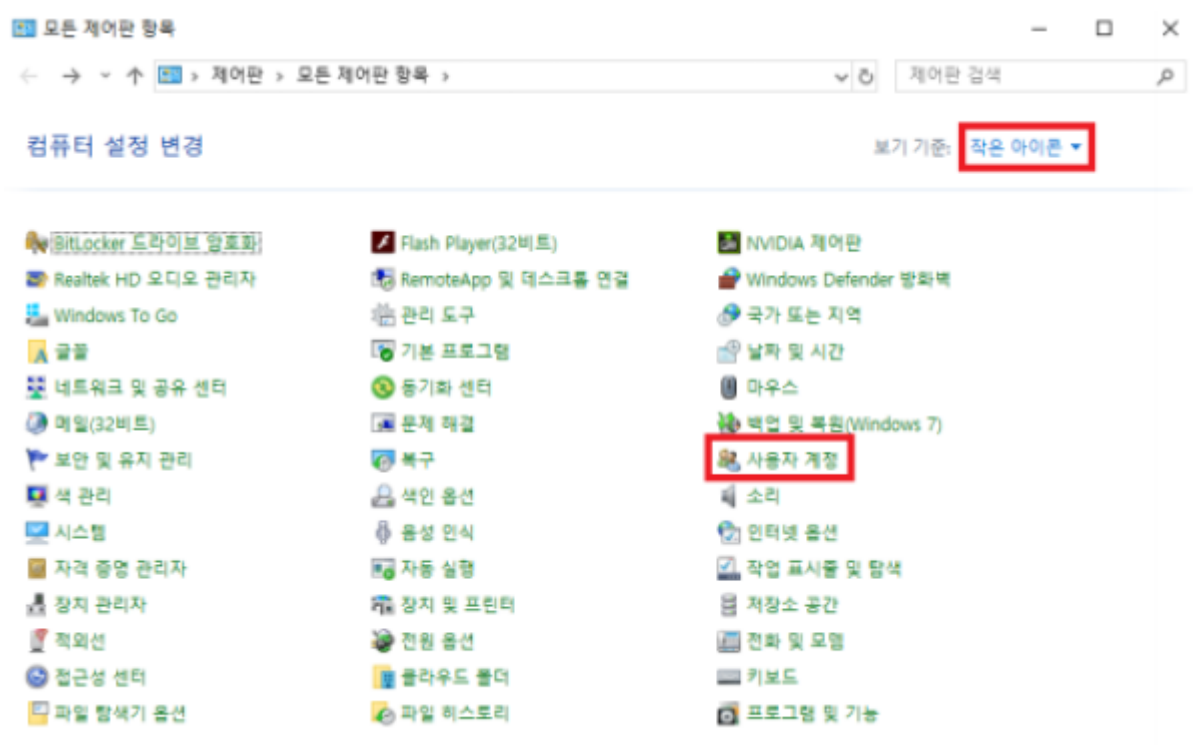 모든 제어판 항목
제어판 › 모든 제어판 항목 ›
제어판 검색
컴퓨터 설정 변경
보기 기준: 작은 아이콘
BitLocker 드라이브 암호화
Flash Player(32비트)
NVIDIA 제어판
Realtek HD 오디오 관리자
RemoteApp 및 데스크톱 연결
Windows Defender 방화벽
Windows To Go
관리 도구
국가 또는 지역
글꼴
기본 프로그램
날짜 및 시간
네트워크 및 공유 센터
동기화 센터
마우스
메일(32비트)
문제 해결
백업 및 복원(Windows 7)
보안 및 유지 관리
복구
사용자 계정
색 관리
색인 옵션
소리
시스템
음성 인식
인터넷 옵션
자격 증명 관리자
자동 실행
작업 표시줄 및 탐색
장치 관리자
장치 및 프린터
저장소 공간
적외선
전원 옵션
전화 및 모뎀
접근성 센터
클라우드 폴더
키보드
파일 탐색기 옵션
파일 히스토리
프로그램 및 기능